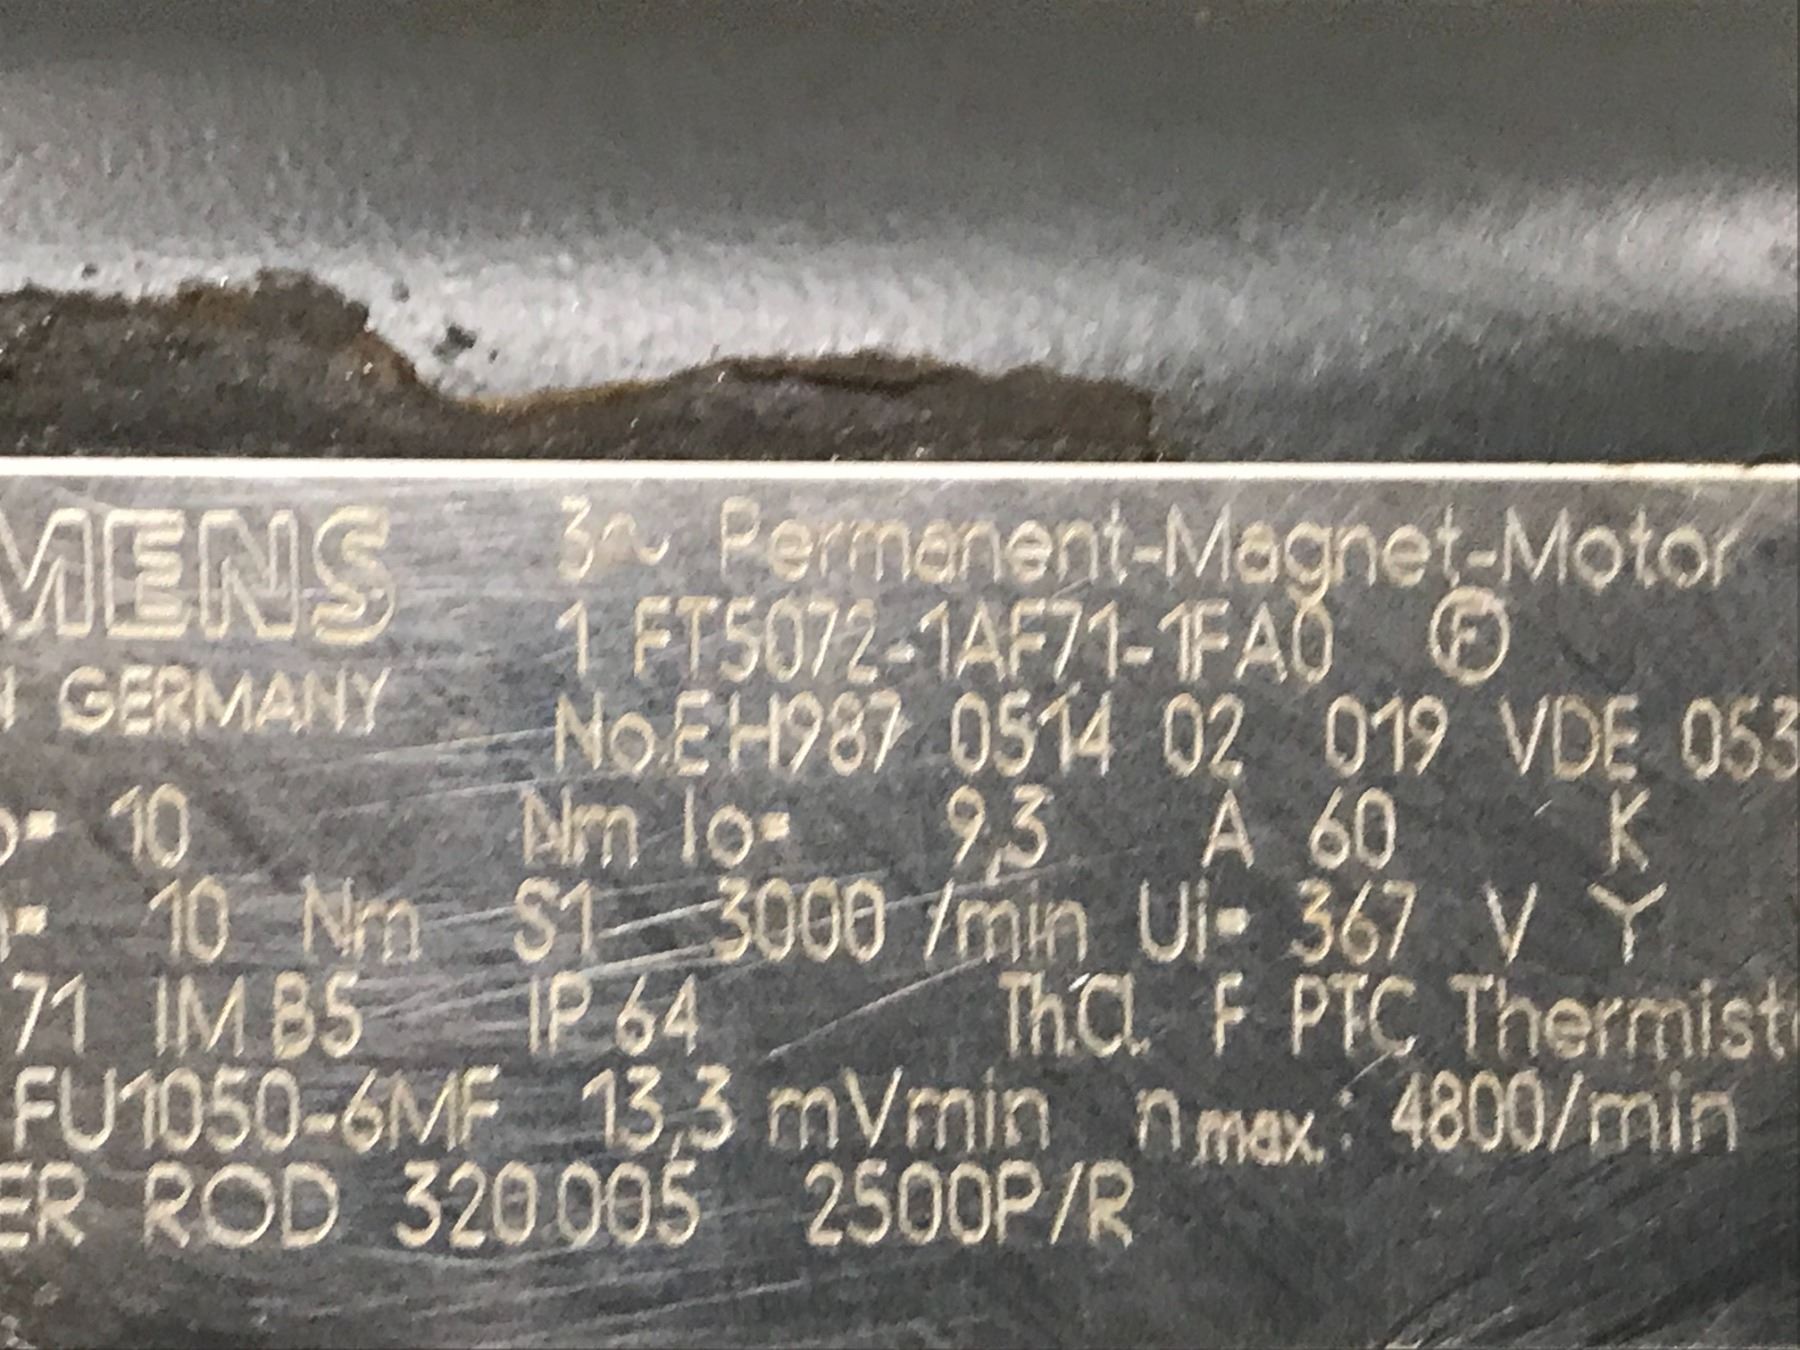 MENS 3~ Permanent-Magnet-Motor
1 FT5072-1AF71-1FA0 F
GERMANY No.EH987 0514 02 019 VDE 053
10 Nm Io= 9,3 A 60 K
10 Nm S1 3000 /min Ui= 367 V Y
71 IM B5 IP 64 Th.Cl. F PTC Thermist
FU1050-6MF 13,3 mVmin nmax.: 4800/min
ER ROD 320.005 2500P/R